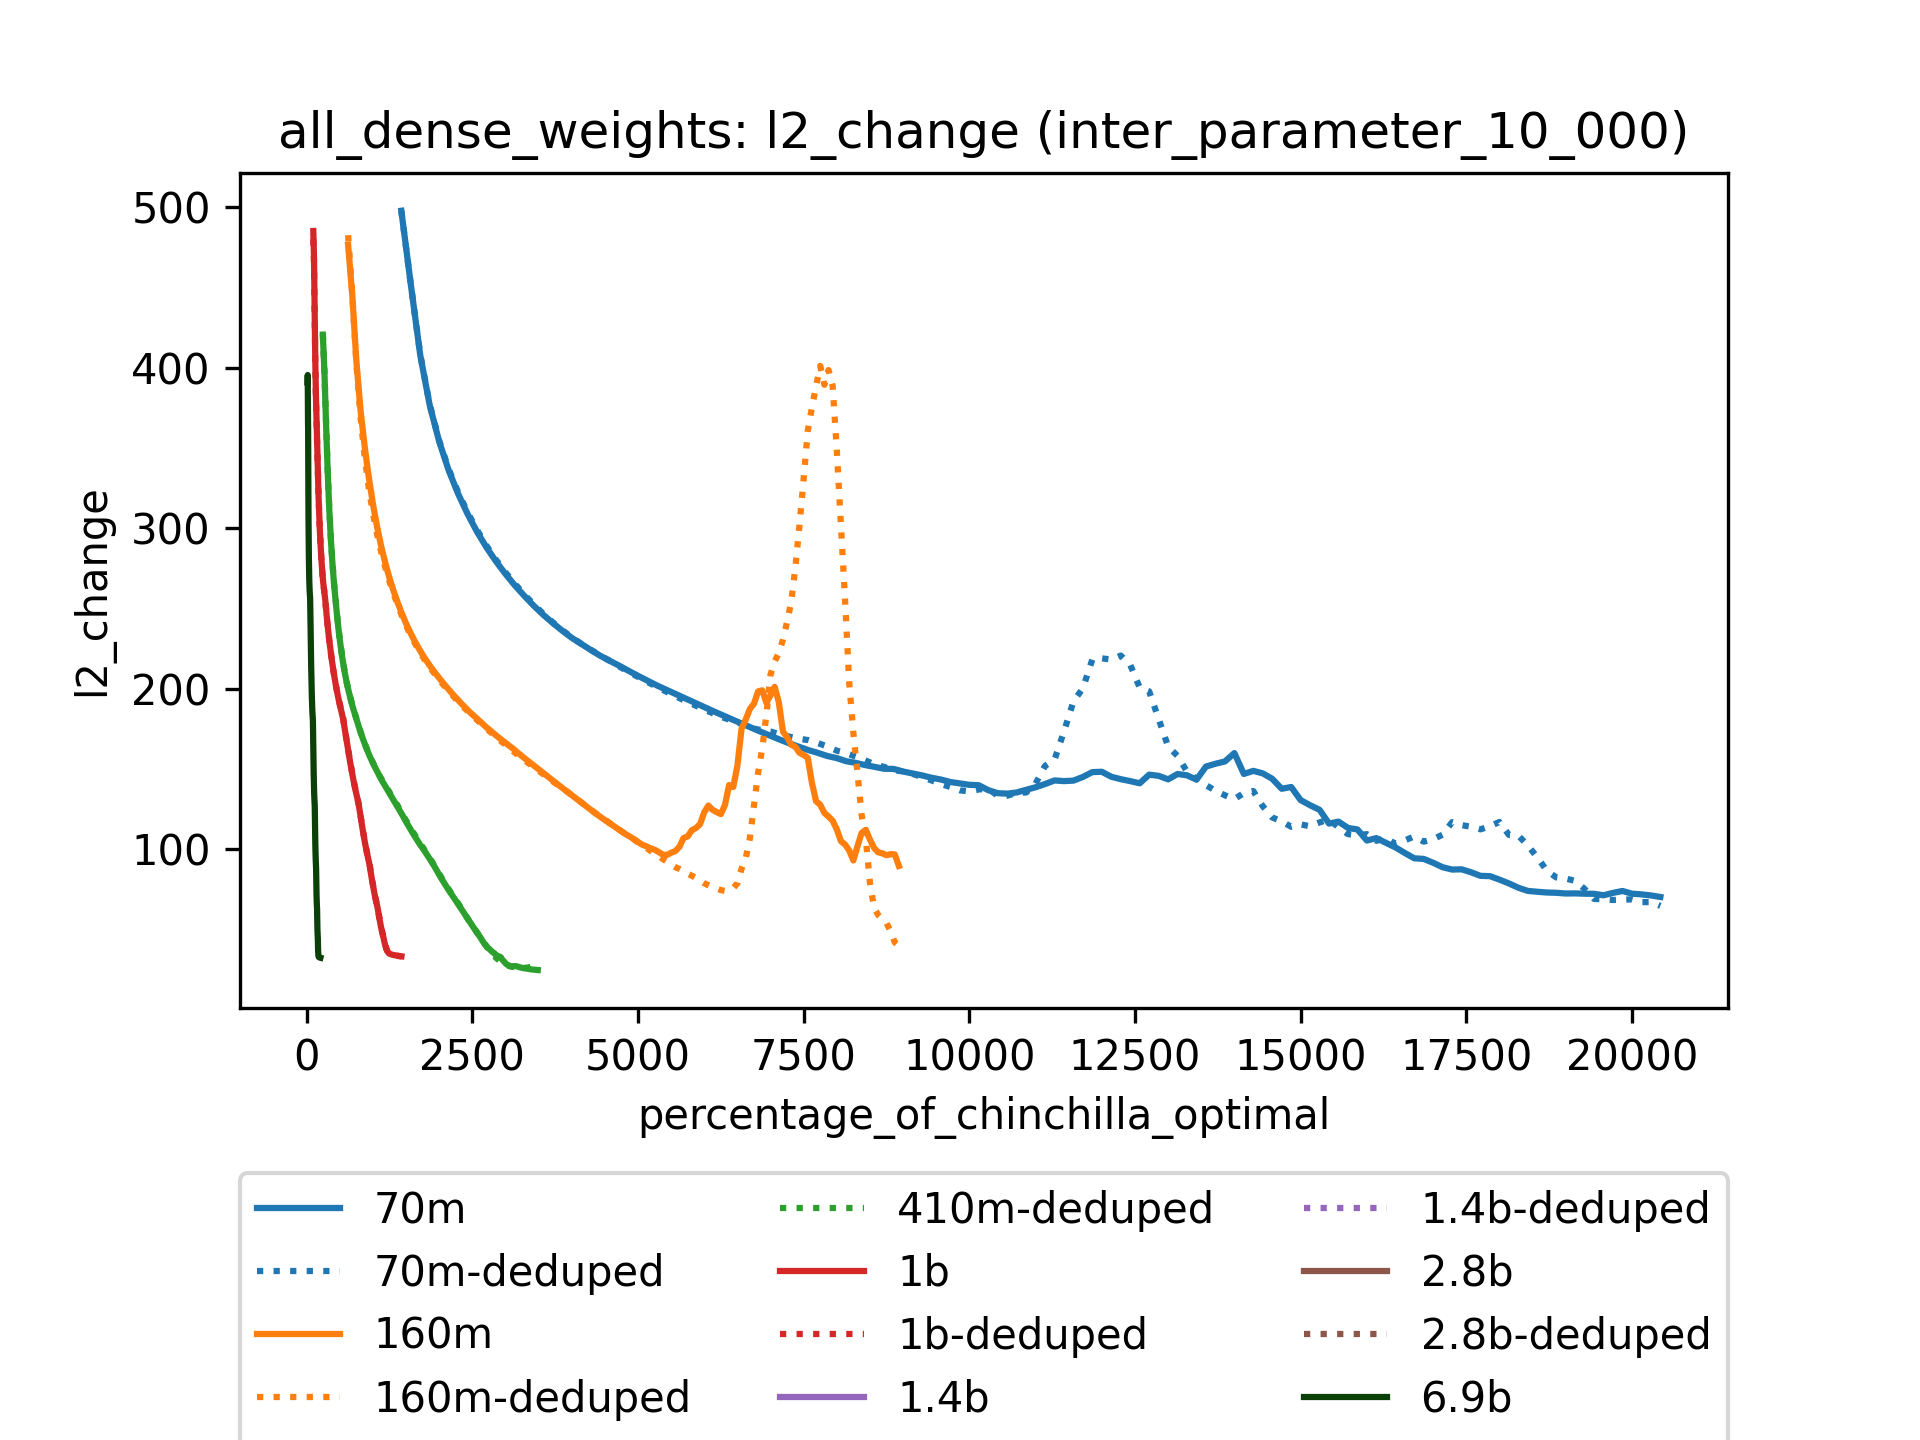 all_dense_weights: l2_change (inter_parameter_10_000)
500
400
300
200
100
l2_change
0 2500 5000 7500 10000 12500 15000 17500 20000
percentage_of_chinchilla_optimal
70m
70m-deduped
160m
160m-deduped
410m-deduped
1b
1b-deduped
1.4b
1.4b-deduped
2.8b
2.8b-deduped
6.9b